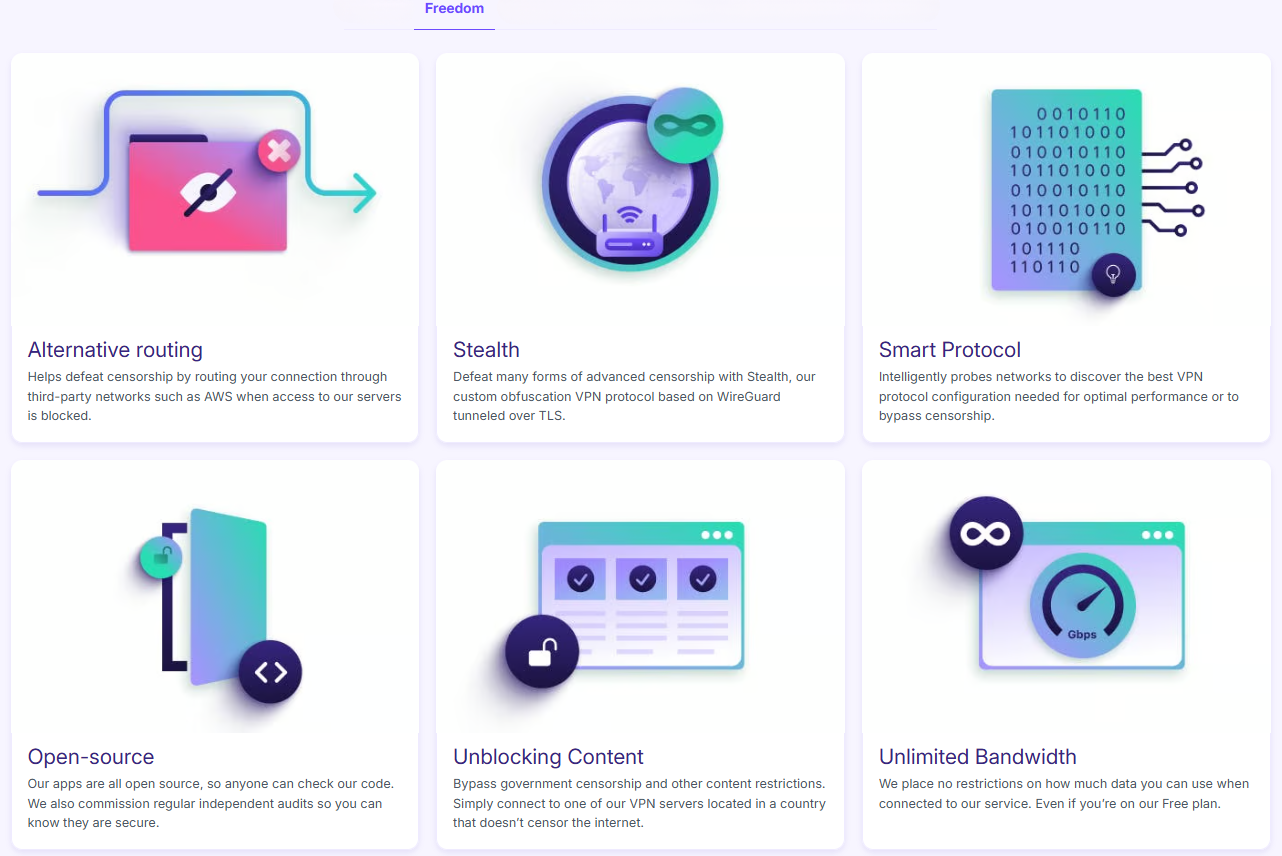 Freedom
0010110
101101000
010010110
101101000
010010110
101101000
010010110
101110
110110
Alternative routing
Helps defeat censorship by routing your connection through
third-party networks such as AWS when access to our servers
is blocked.
Stealth
Defeat many forms of advanced censorship with Stealth, our
custom obfuscation VPN protocol based on WireGuard
tunneled over TLS.
Smart Protocol
Intelligently probes networks to discover the best VPN
protocol configuration needed for optimal performance or to
bypass censorship.
Gbps
Open-source
Our apps are all open source, so anyone can check our code.
We also commission regular independent audits so you can
know they are secure.
Unblocking Content
Bypass government censorship and other content restrictions.
Simply connect to one of our VPN servers located in a country
that doesn’t censor the internet.
Unlimited Bandwidth
We place no restrictions on how much data you can use when
connected to our service. Even if you’re on our Free plan.